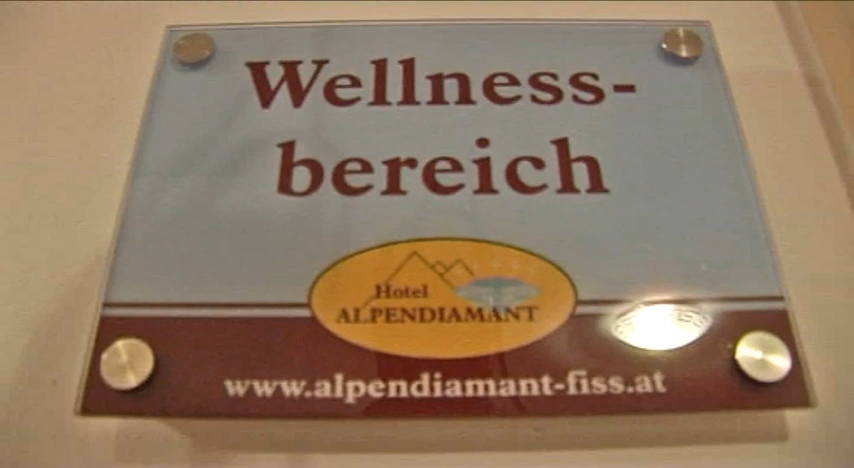 Wellness-
bereich
Hotel
ALPENDIAMANT
www.alpendiamant-fiss.at